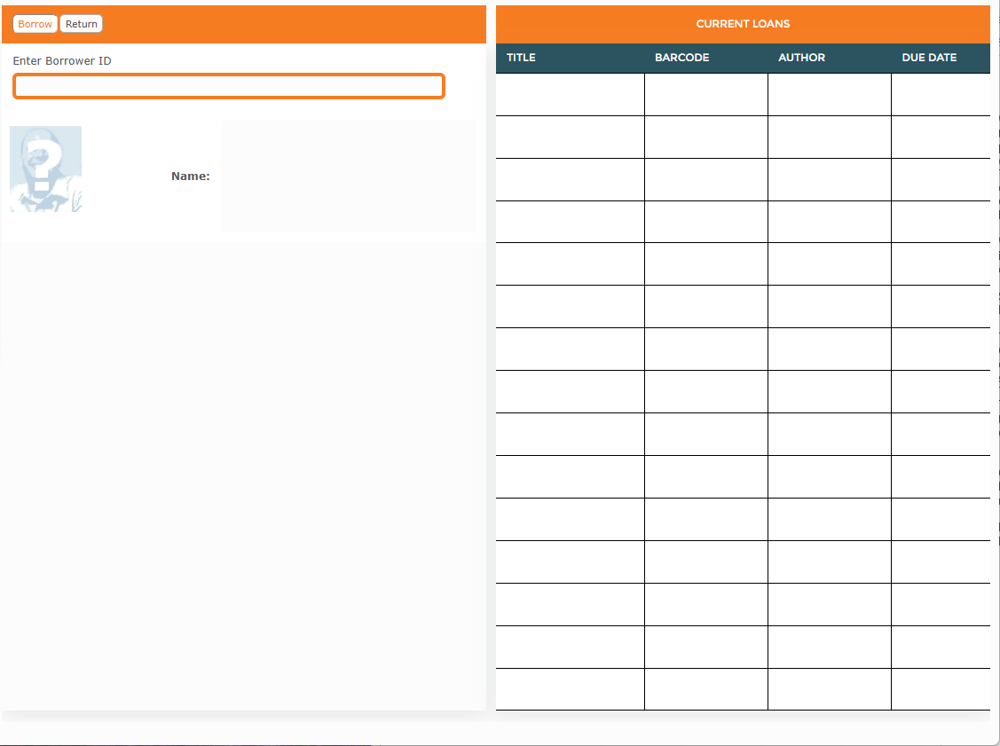 Borrow Return
Enter Borrower ID
?
Name:
CURRENT LOANS
TITLE BARCODE AUTHOR DUE DATE